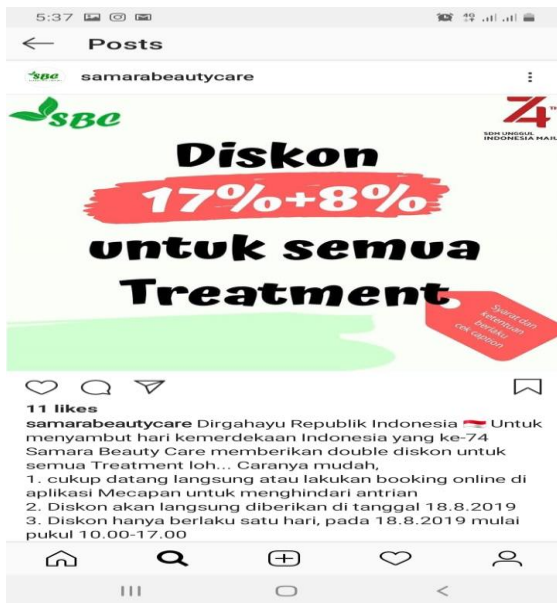 5:37
4G
Posts
SBC
samarabeautycare
SBC
74 TH
SDM UNGGUL
INDONESIA MAJU
Diskon
17%+8%
untuk semua
Treatment
Syarat dan
ketentuan
berlaku
cek caption
11 likes
samarabeautycare Dirgahayu Republik Indonesia 🇮🇩 Untuk
menyambut hari kemerdekaan Indonesia yang ke-74
Samara Beauty Care memberikan double diskon untuk
semua Treatment loh... Caranya mudah,
1. cukup datang langsung atau lakukan booking online di
aplikasi Mecapan untuk menghindari antrian
2. Diskon akan langsung diberikan di tanggal 18.8.2019
3. Diskon hanya berlaku satu hari, pada 18.8.2019 mulai
pukul 10.00-17.00